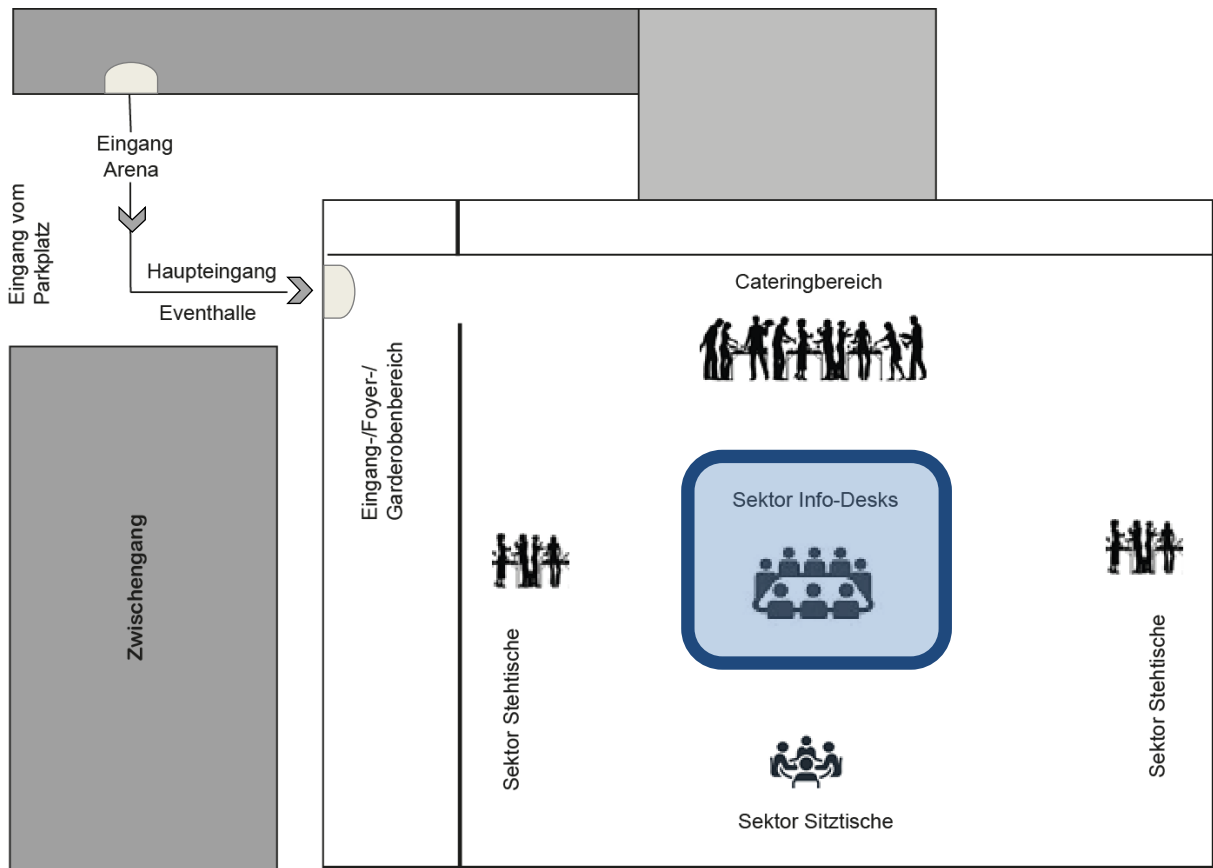 Eingang
Arena
Eingang vom
Parkplatz
Haupteingang
Eventhalle
Cateringbereich
Eingang-/Foyer-/
Garderobenbereich
Sektor Info-Desks
Zwischengang
Sektor Stehtische
Sektor Stehtische
Sektor Sitztische